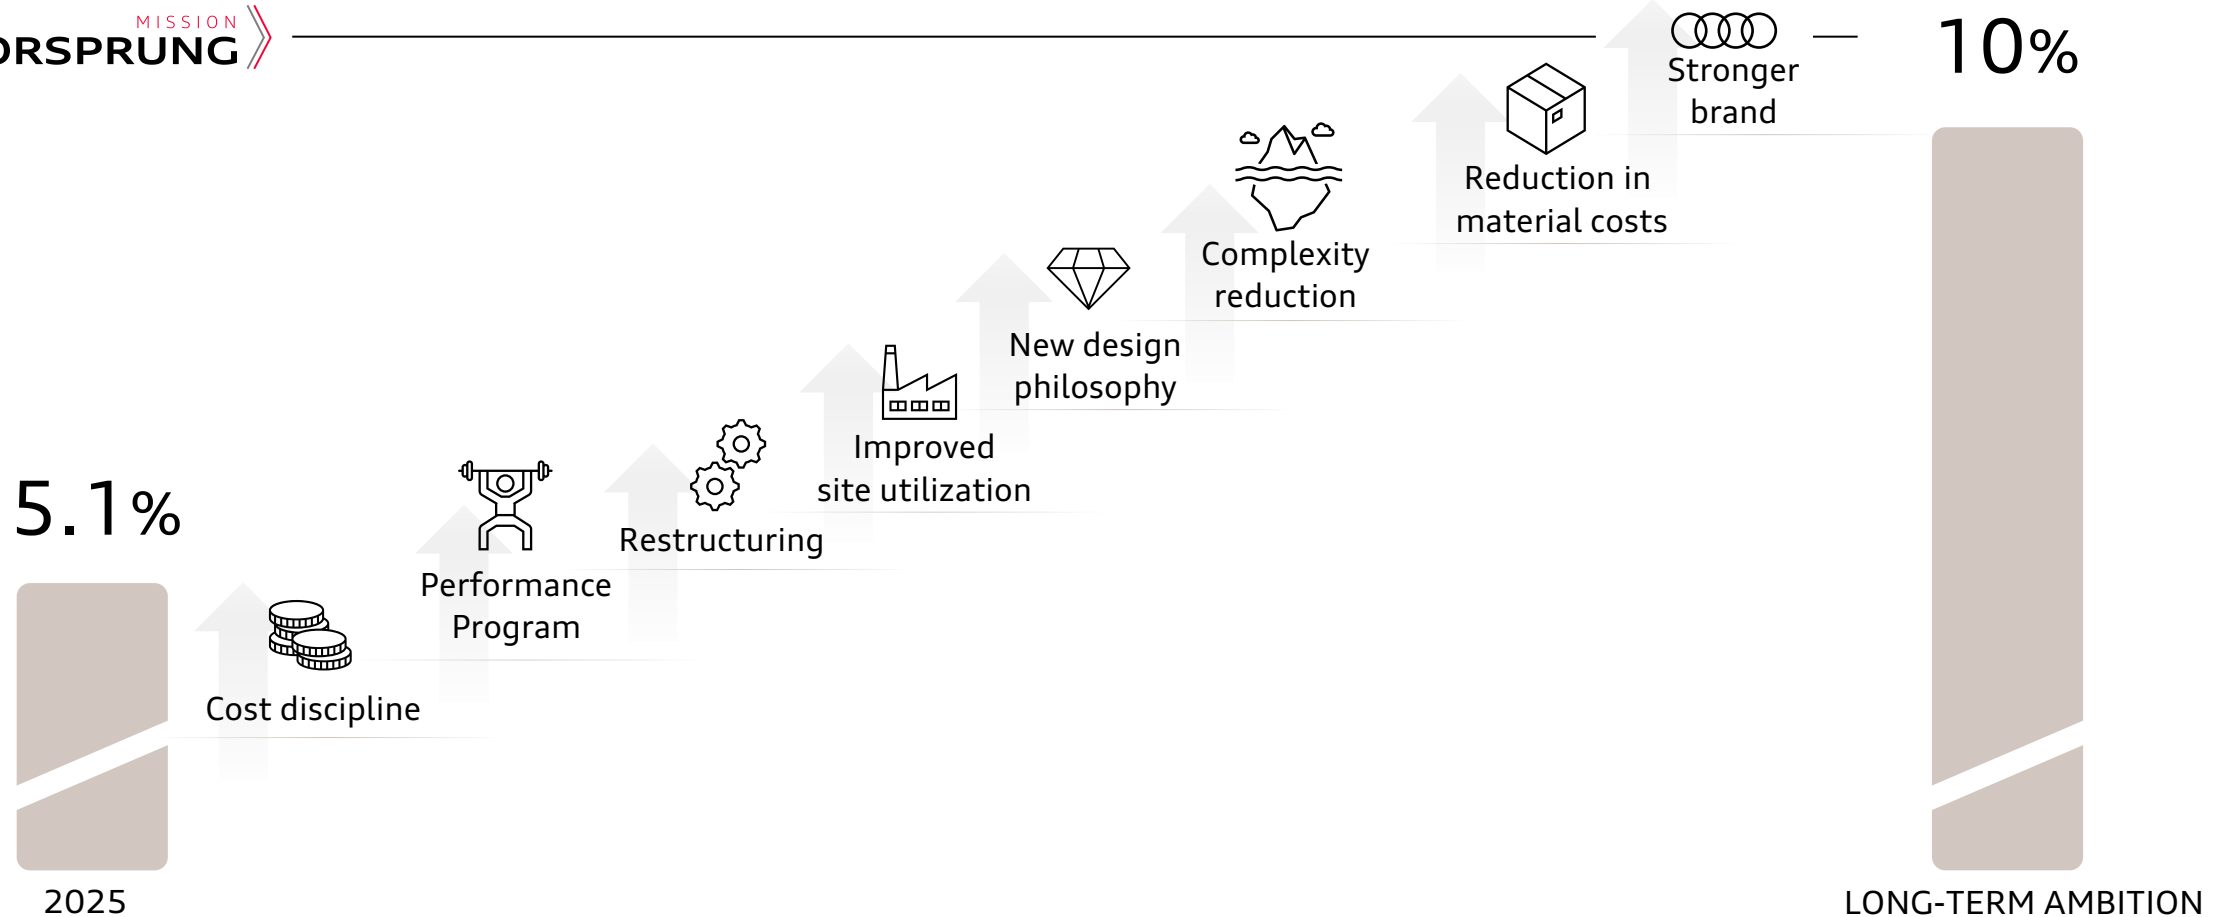 MISSION
ORSPRUNG
10%
Stronger
brand
Reduction in
material costs
Complexity
reduction
New design
philosophy
Improved
site utilization
5.1%
Restructuring
Performance
Program
Cost discipline
2025
LONG-TERM AMBITION